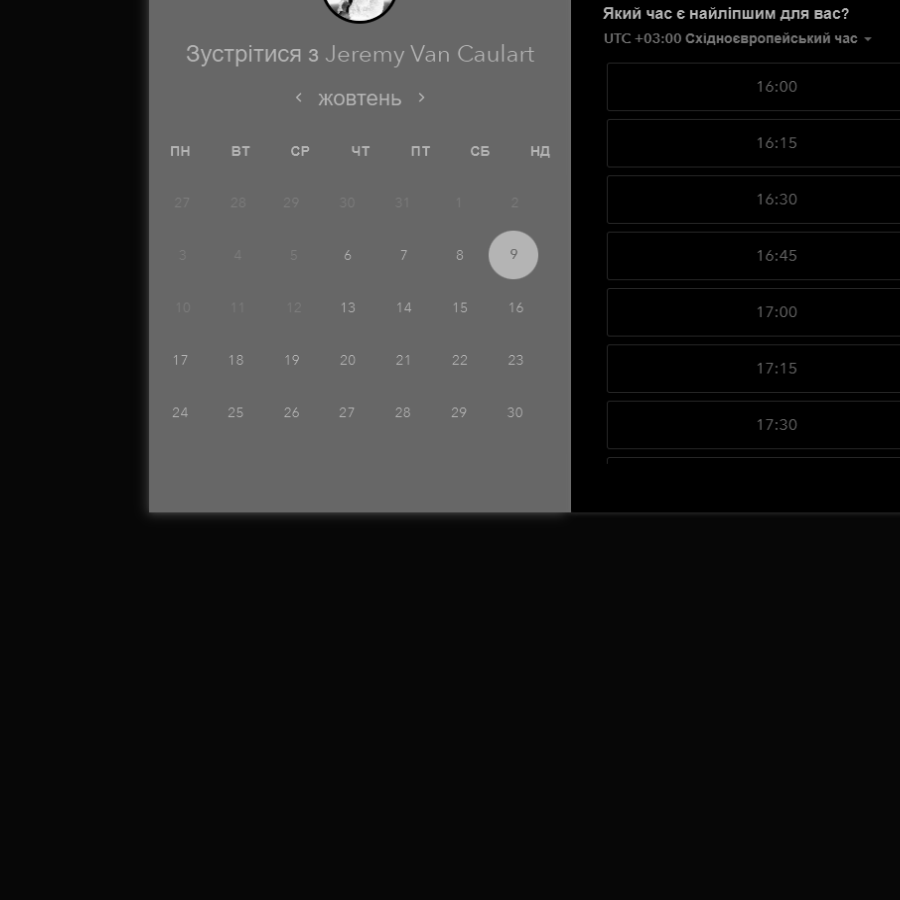 Зустрітися з Jeremy Van Caulart
жовтень
ПН ВТ СР ЧТ ПТ СБ НД
27 28 29 30 31 1 2
3 4 5 6 7 8 9
10 11 12 13 14 15 16
17 18 19 20 21 22 23
24 25 26 27 28 29 30
Який час є найліпшим для вас?
UTC +03:00 Східноєвропейський час
16:00
16:15
16:30
16:45
17:00
17:15
17:30